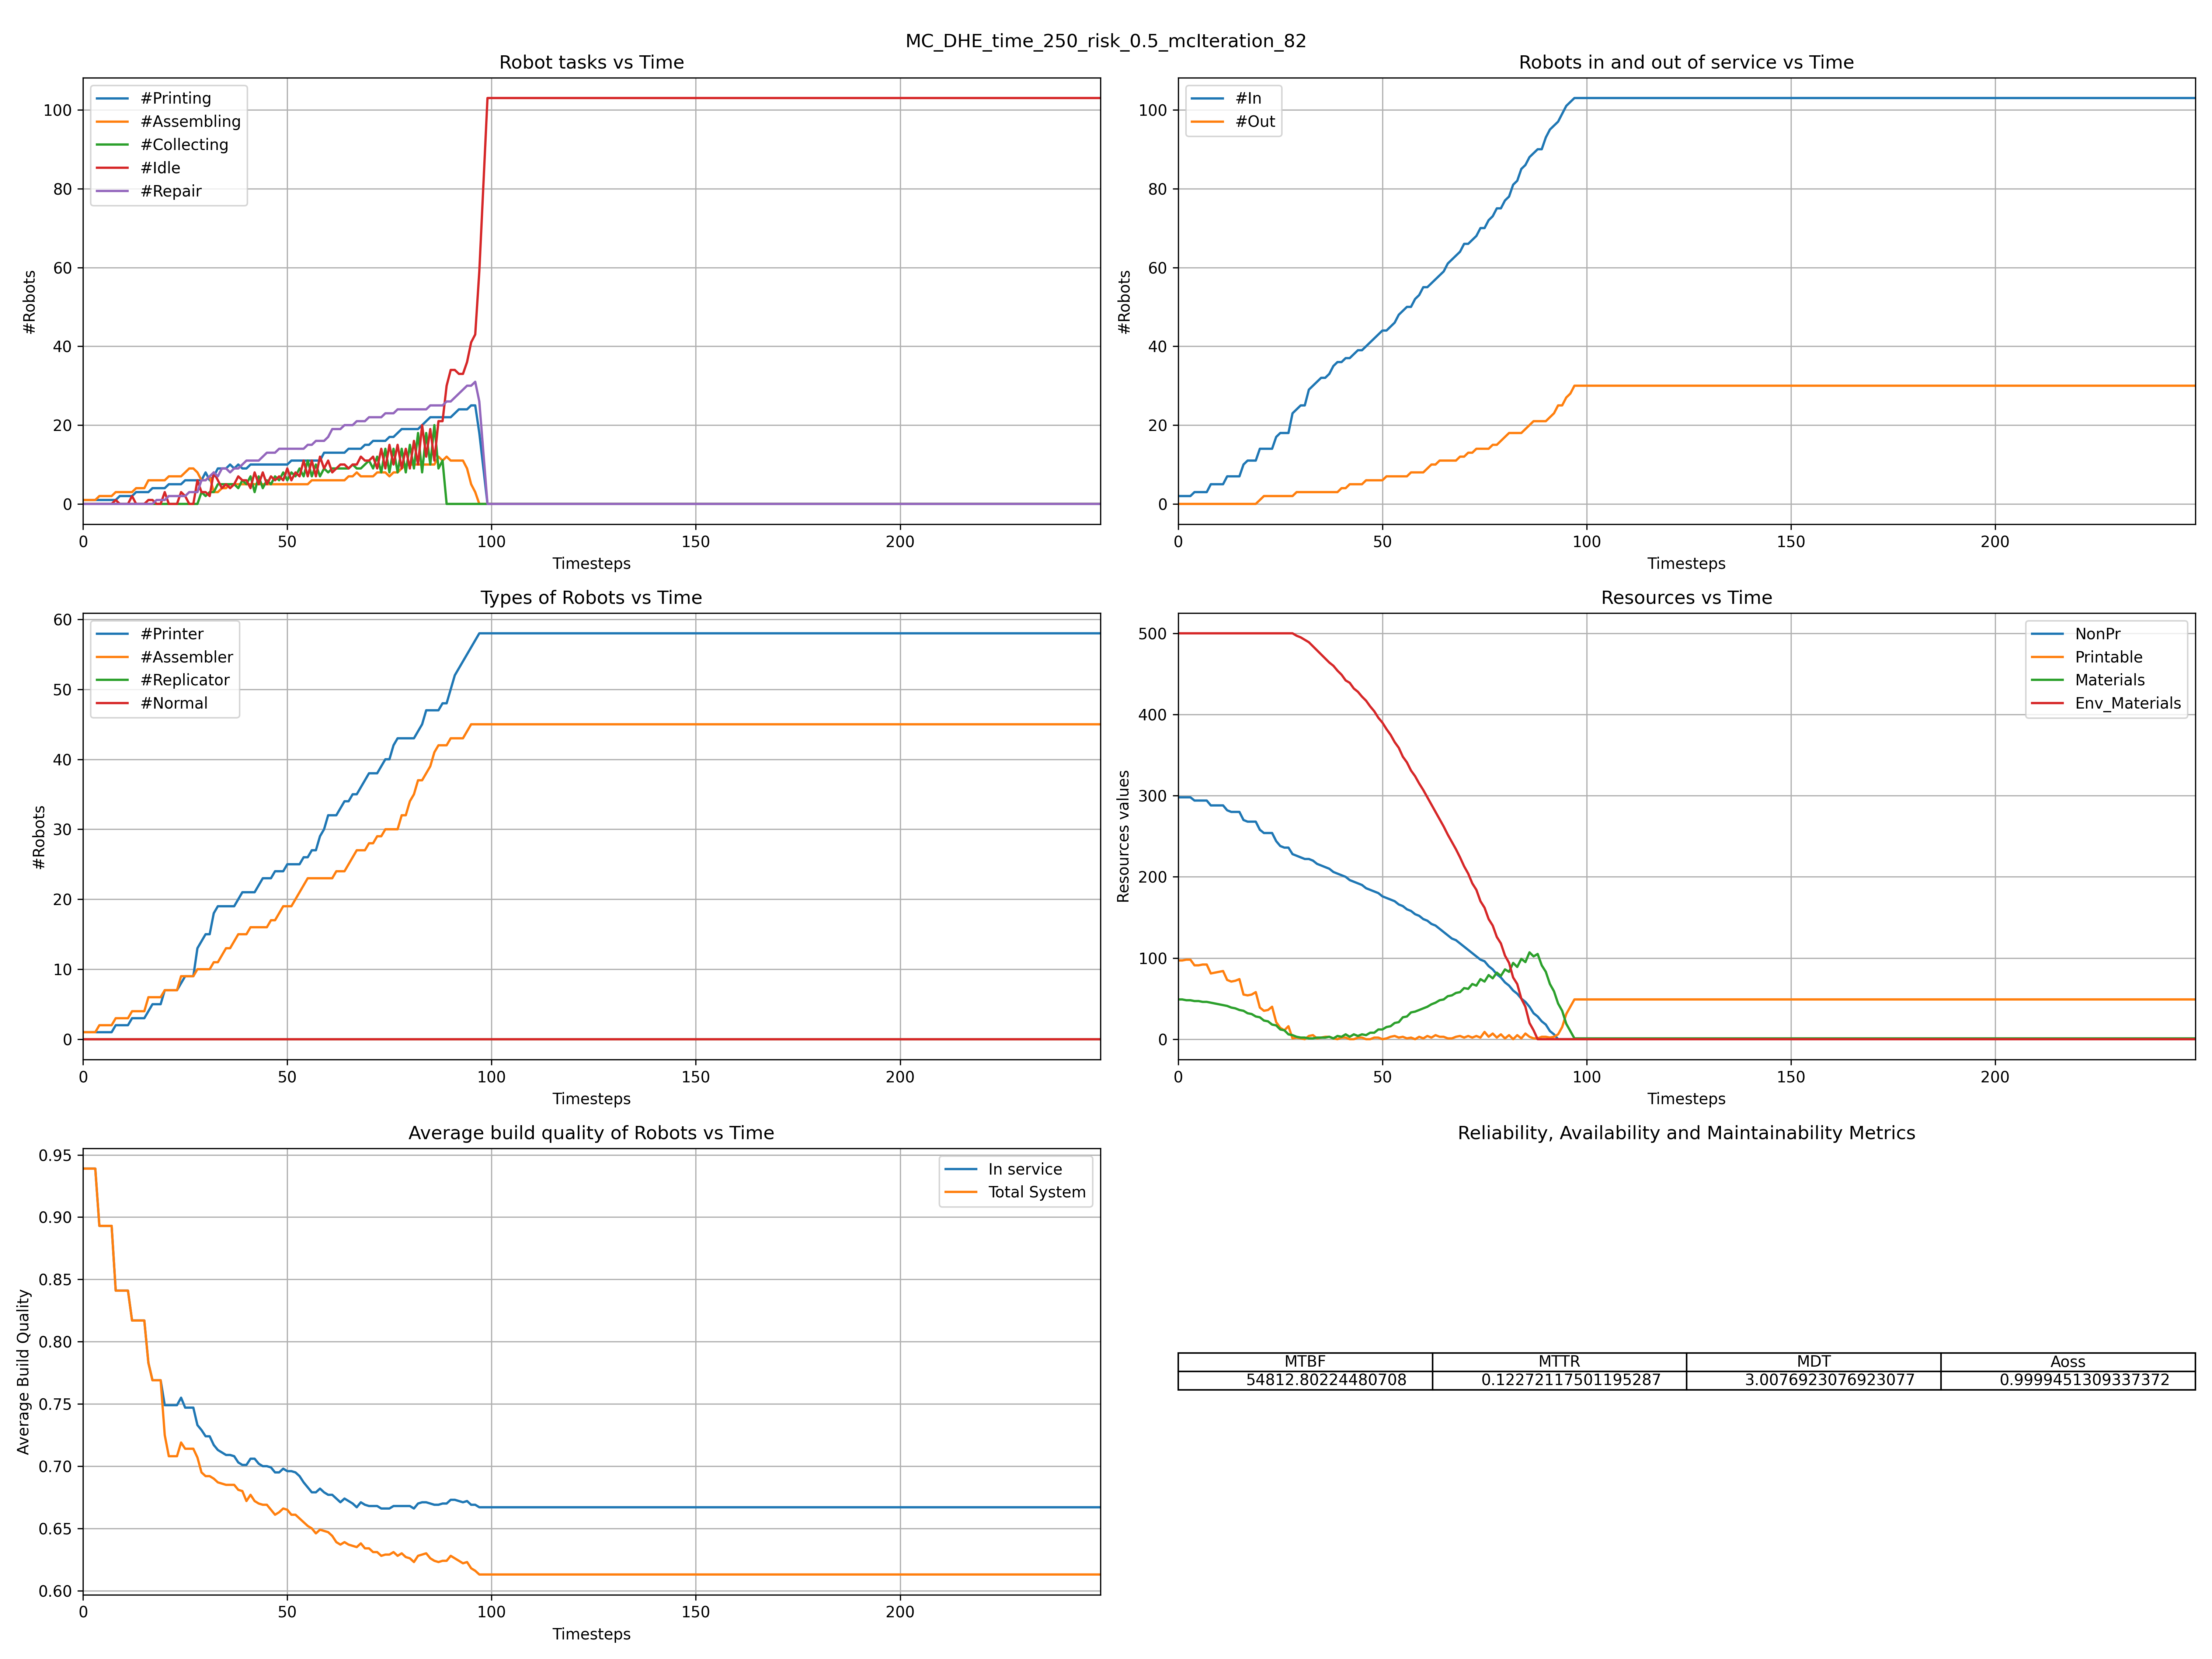 MC_DHE_time_250_risk_0.5_mcIteration_82
Robot tasks vs Time
#Printing
#Assembling
#Collecting
#Idle
#Repair
#Robots
100
80
60
40
20
0
0 50 100 150 200
Timesteps
Robots in and out of service vs Time
#In
#Out
#Robots
100
80
60
40
20
0
0 50 100 150 200
Timesteps
Types of Robots vs Time
#Printer
#Assembler
#Replicator
#Normal
#Robots
60
50
40
30
20
10
0
0 50 100 150 200
Timesteps
Resources vs Time
NonPr
Printable
Materials
Env_Materials
Resources values
500
400
300
200
100
0
0 50 100 150 200
Timesteps
Average build quality of Robots vs Time
In service
Total System
Average Build Quality
0.95
0.90
0.85
0.80
0.75
0.70
0.65
0.60
0 50 100 150 200
Timesteps
Reliability, Availability and Maintainability Metrics
MTBF MTTR MDT Aoss
54812.80224480708 0.12272117501195287 3.0076923076923077 0.9999451309337372